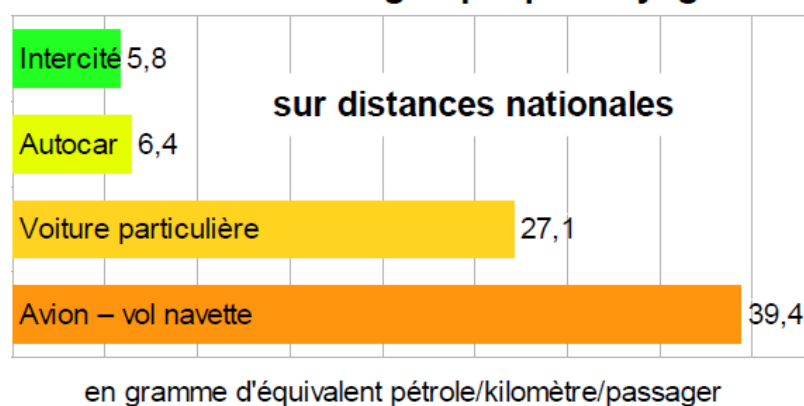 Intercité 5,8
sur distances nationales
Autocar 6,4
Voiture particulière 27,1
Avion – vol navette 39,4
en gramme d'équivalent pétrole/kilomètre/passager